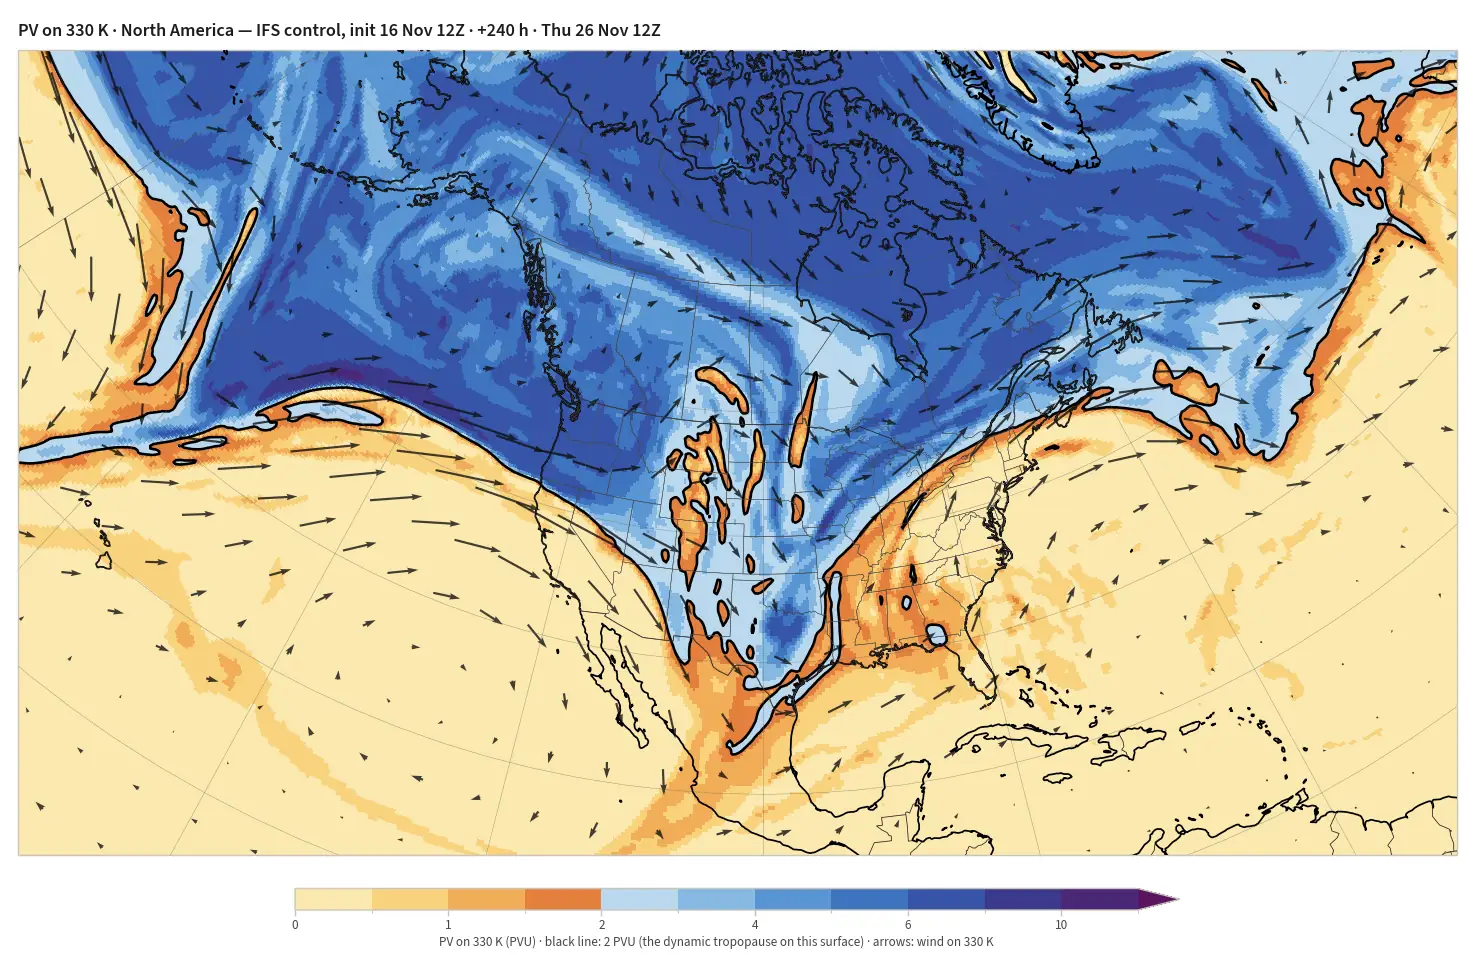 PV on 330 K · North America — IFS control, init 16 Nov 12Z · +240 h · Thu 26 Nov 12Z
0 1 2 4 6 10
PV on 330 K (PVU) · black line: 2 PVU (the dynamic tropopause on this surface) · arrows: wind on 330 K